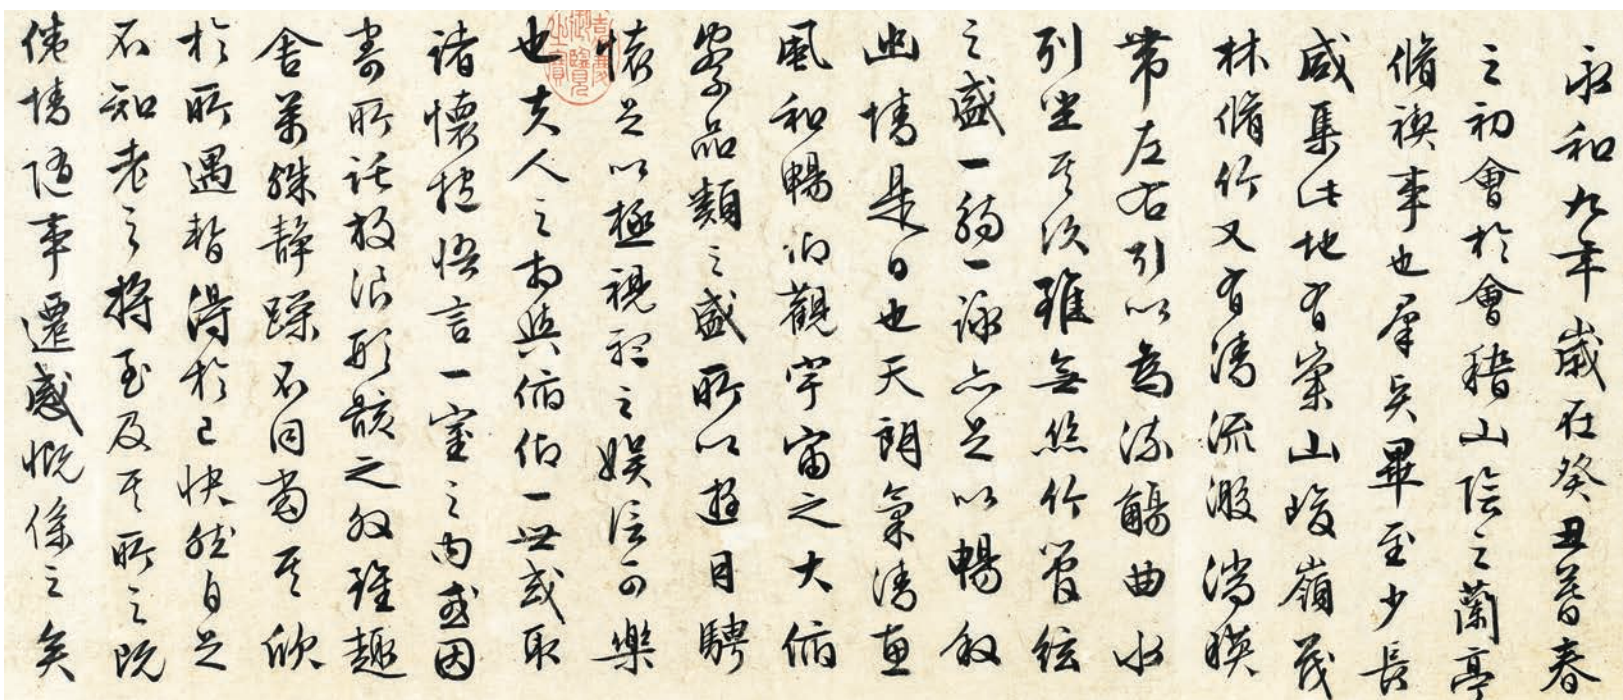 永和九年歲在癸丑暮春
之初會於會稽山陰之蘭亭
脩禊事也羣賢畢至少長
咸集此地有崇山峻嶺茂
林脩竹又有清流激湍暎
帶左右引以為流觴曲水
列坐其次雖無絲竹管絃
之盛一觴一詠亦足以暢敘
幽情是日也天朗氣清惠
風和暢仰觀宇宙之大俯
察品類之盛所以遊目騁
懷足以極視聽之娛信可樂
也夫人之相與俯仰一世或取
諸懷抱悟言一室之內或因
寄所託放浪形骸之外雖趣
舍萬殊靜躁不同當其欣
於所遇暫得於己快然自足
不知老之將至及其所之既
倦情隨事遷感慨係之矣
嘉慶御覽之寶